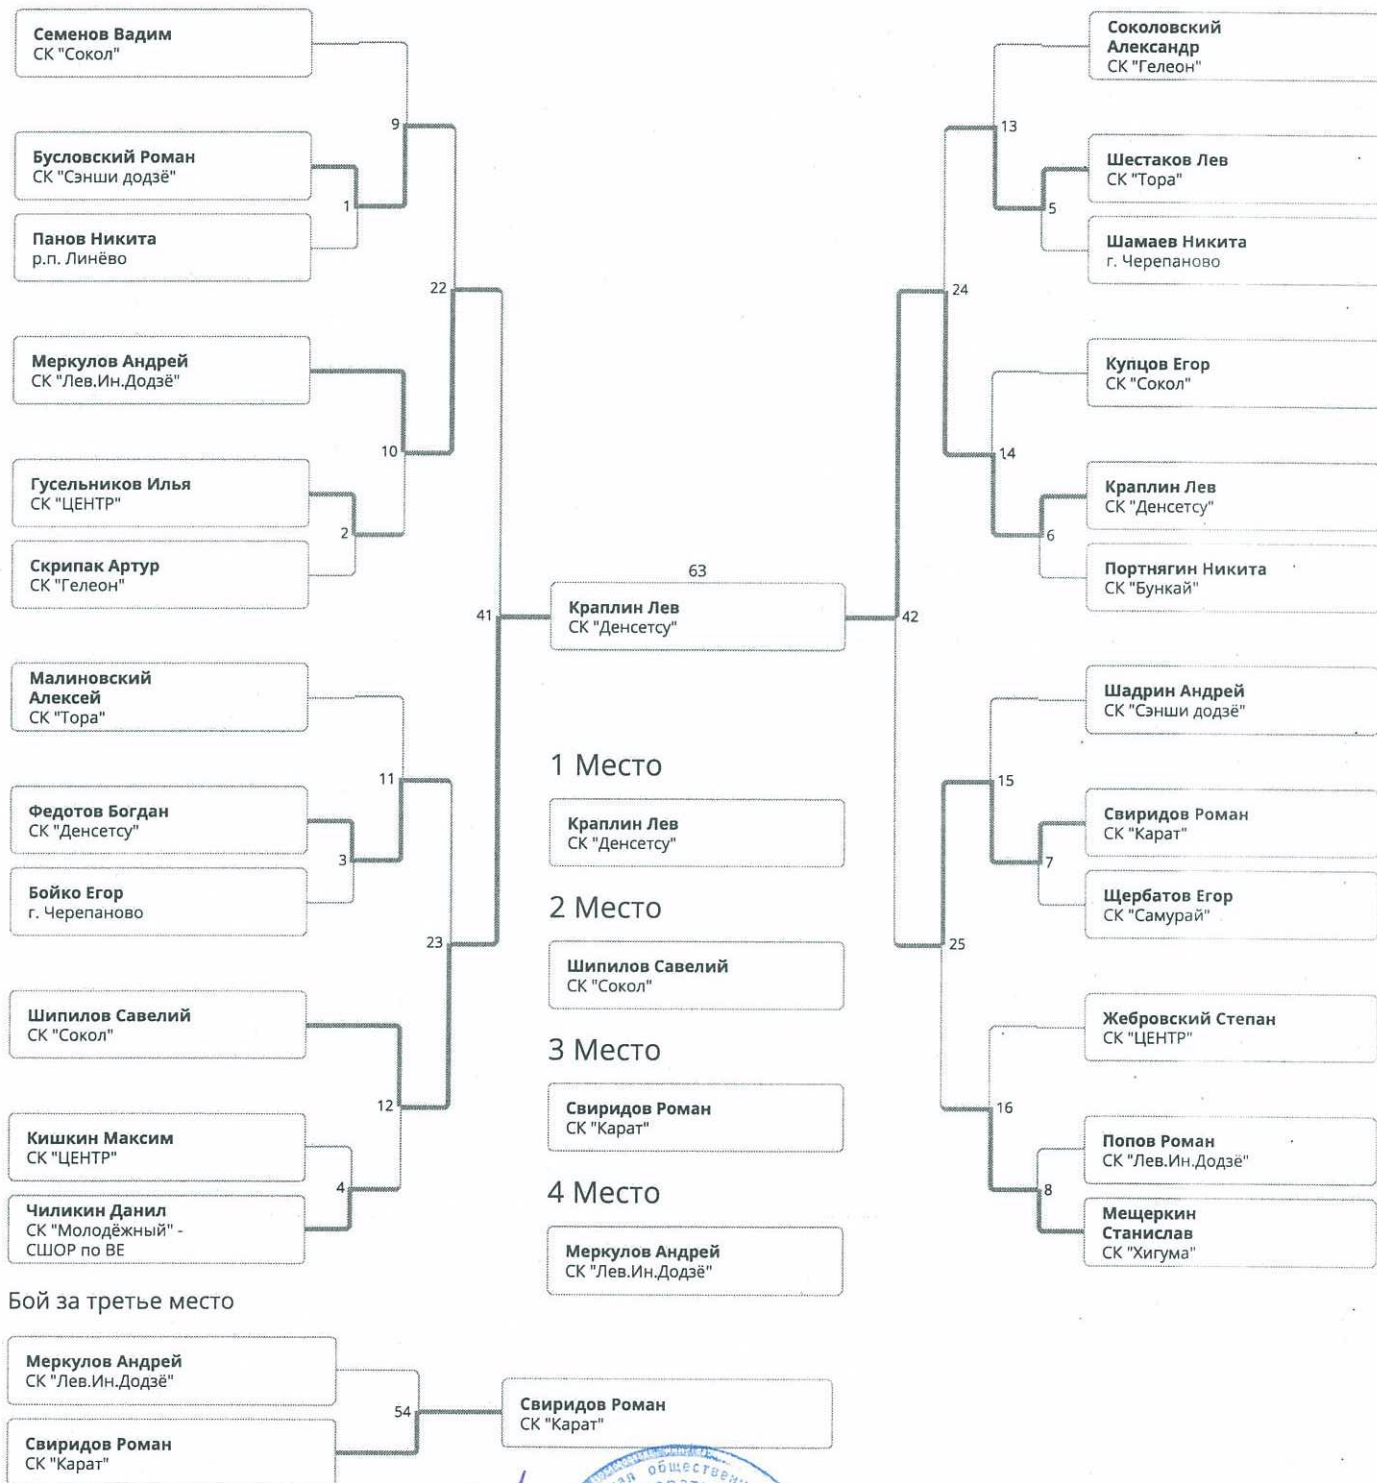 Семенов Вадим
СК "Сокол"
9
Бусловский Роман
СК "Сэнши додзё"
1
Панов Никита
р.п. Линёво
22
Меркулов Андрей
СК "Лев.Ин.Додзё"
10
Гусельников Илья
СК "ЦЕНТР"
2
Скрипак Артур
СК "Гелеон"
41
Малиновский
Алексей
СК "Тора"
11
Федотов Богдан
СК "Денсетсу"
3
Бойко Егор
г. Черепаново
23
Шипилов Савелий
СК "Сокол"
12
Кишкин Максим
СК "ЦЕНТР"
4
Чиликин Данил
СК "Молодёжный" -
СШОР по ВЕ
63
Краплин Лев
СК "Денсетсу"
1 Место
Краплин Лев
СК "Денсетсу"
2 Место
Шипилов Савелий
СК "Сокол"
3 Место
Свиридов Роман
СК "Карат"
4 Место
Меркулов Андрей
СК "Лев.Ин.Додзё"
Соколовский
Александр
СК "Гелеон"
13
Шестаков Лев
СК "Тора"
5
Шамаев Никита
г. Черепаново
24
Купцов Егор
СК "Сокол"
14
Краплин Лев
СК "Денсетсу"
6
Портнягин Никита
СК "Бункай"
42
Шадрин Андрей
СК "Сэнши додзё"
15
Свиридов Роман
СК "Карат"
7
Щербатов Егор
СК "Самурай"
25
Жебровский Степан
СК "ЦЕНТР"
16
Попов Роман
СК "Лев.Ин.Додзё"
8
Мещеркин
Станислав
СК "Хигума"
Бой за третье место
Меркулов Андрей
СК "Лев.Ин.Додзё"
54
Свиридов Роман
СК "Карат"
Свиридов Роман
СК "Карат"